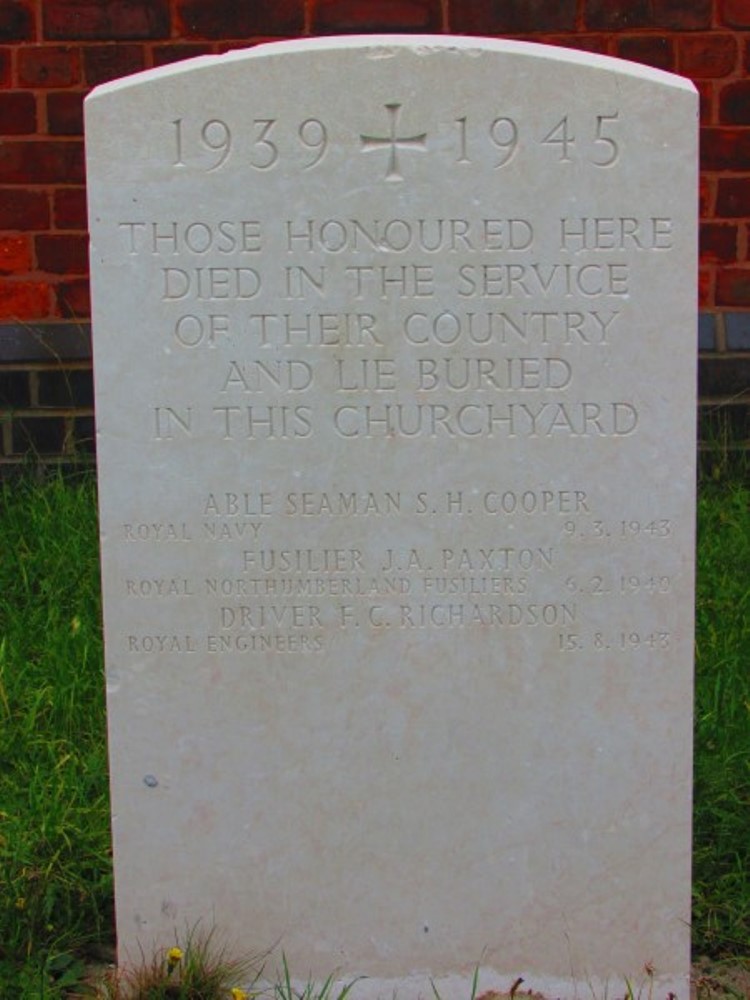 1939 ✠ 1945
THOSE HONOURED HERE
DIED IN THE SERVICE
OF THEIR COUNTRY
AND LIE BURIED
IN THIS CHURCHYARD
ABLE SEAMAN S. H. COOPER
ROYAL NAVY 9. 3. 1943
FUSILIER J. A. PAXTON
ROYAL NORTHUMBERLAND FUSILIERS 6. 2. 1940
DRIVER F. C. RICHARDSON
ROYAL ENGINEERS 15. 8. 1943